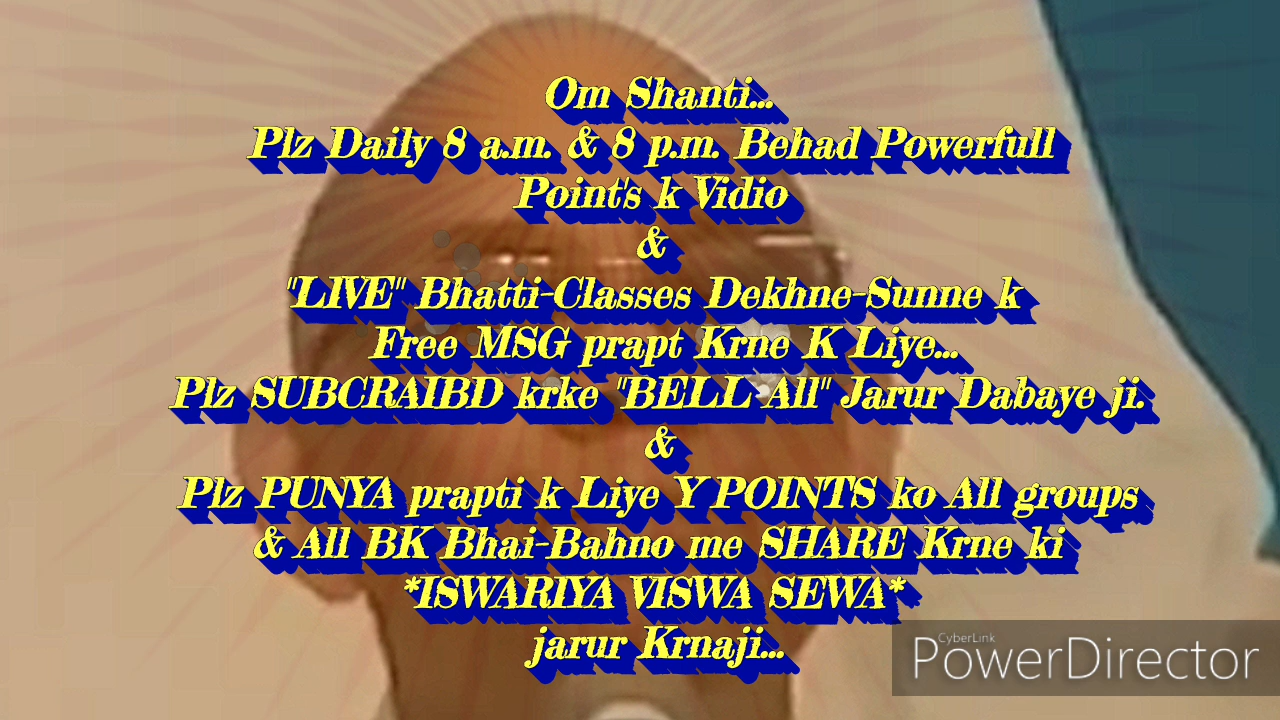 Om Shanti...
Plz Daily 8 a.m. & 8 p.m. Behad Powerfull
Point's k Vidio
&
"LIVE" Bhatti-Classes Dekhne-Sunne k
Free MSG prapt Krne K Liye...
Plz SUBCRAIBD krke "BELL All" Jarur Dabaye ji.
&
Plz PUNYA prapti k Liye Y POINTS ko All groups
& All BK Bhai-Bahno me SHARE Krne ki
*ISWARIYA VISWA SEWA*
jarur Krnaji...
CyberLink
PowerDirector